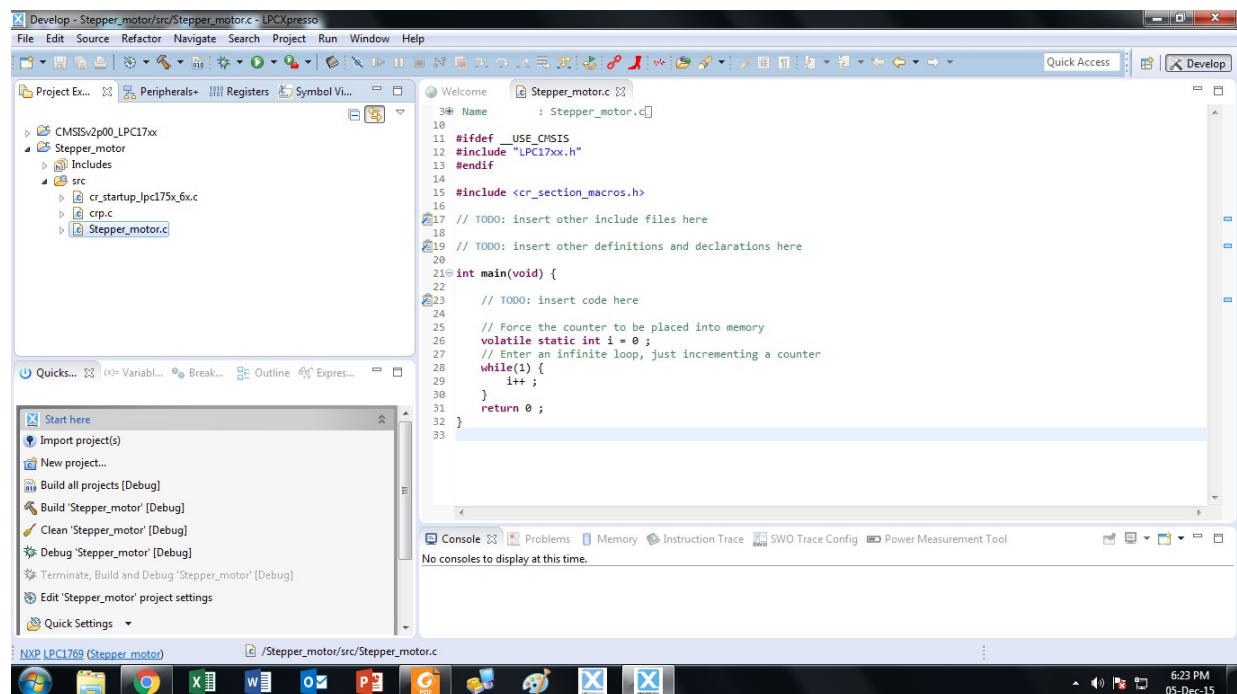 Develop - Stepper_motor/src/Stepper_motor.c - LPCXpresso
File Edit Source Refactor Navigate Search Project Run Window Help
Quick Access
Develop
Project Ex... Peripherals+ Registers Symbol Vi...
CMSISv2p00_LPC17xx
Stepper_motor
Includes
src
cr_startup_lpc175x_6x.c
crp.c
Stepper_motor.c
Welcome Stepper_motor.c
3 Name : Stepper_motor.c
10
11 #ifdef __USE_CMSIS
12 #include "LPC17xx.h"
13 #endif
14
15 #include <cr_section_macros.h>
16
17 // TODO: insert other include files here
18
19 // TODO: insert other definitions and declarations here
20
21 int main(void) {
22
23 // TODO: insert code here
24
25 // Force the counter to be placed into memory
26 volatile static int i = 0 ;
27 // Enter an infinite loop, just incrementing a counter
28 while(1) {
29 i++ ;
30 }
31 return 0 ;
32 }
33
Quicks... (x)= Variabl... Break... Outline Expres...
Start here
Import project(s)
New project...
Build all projects [Debug]
Build 'Stepper_motor' [Debug]
Clean 'Stepper_motor' [Debug]
Debug 'Stepper_motor' [Debug]
Terminate, Build and Debug 'Stepper_motor' [Debug]
Edit 'Stepper_motor' project settings
Quick Settings
Console Problems Memory Instruction Trace SWO Trace Config Power Measurement Tool
No consoles to display at this time.
NXP LPC1769 (Stepper motor)
/Stepper_motor/src/Stepper_motor.c
6:23 PM
05-Dec-15